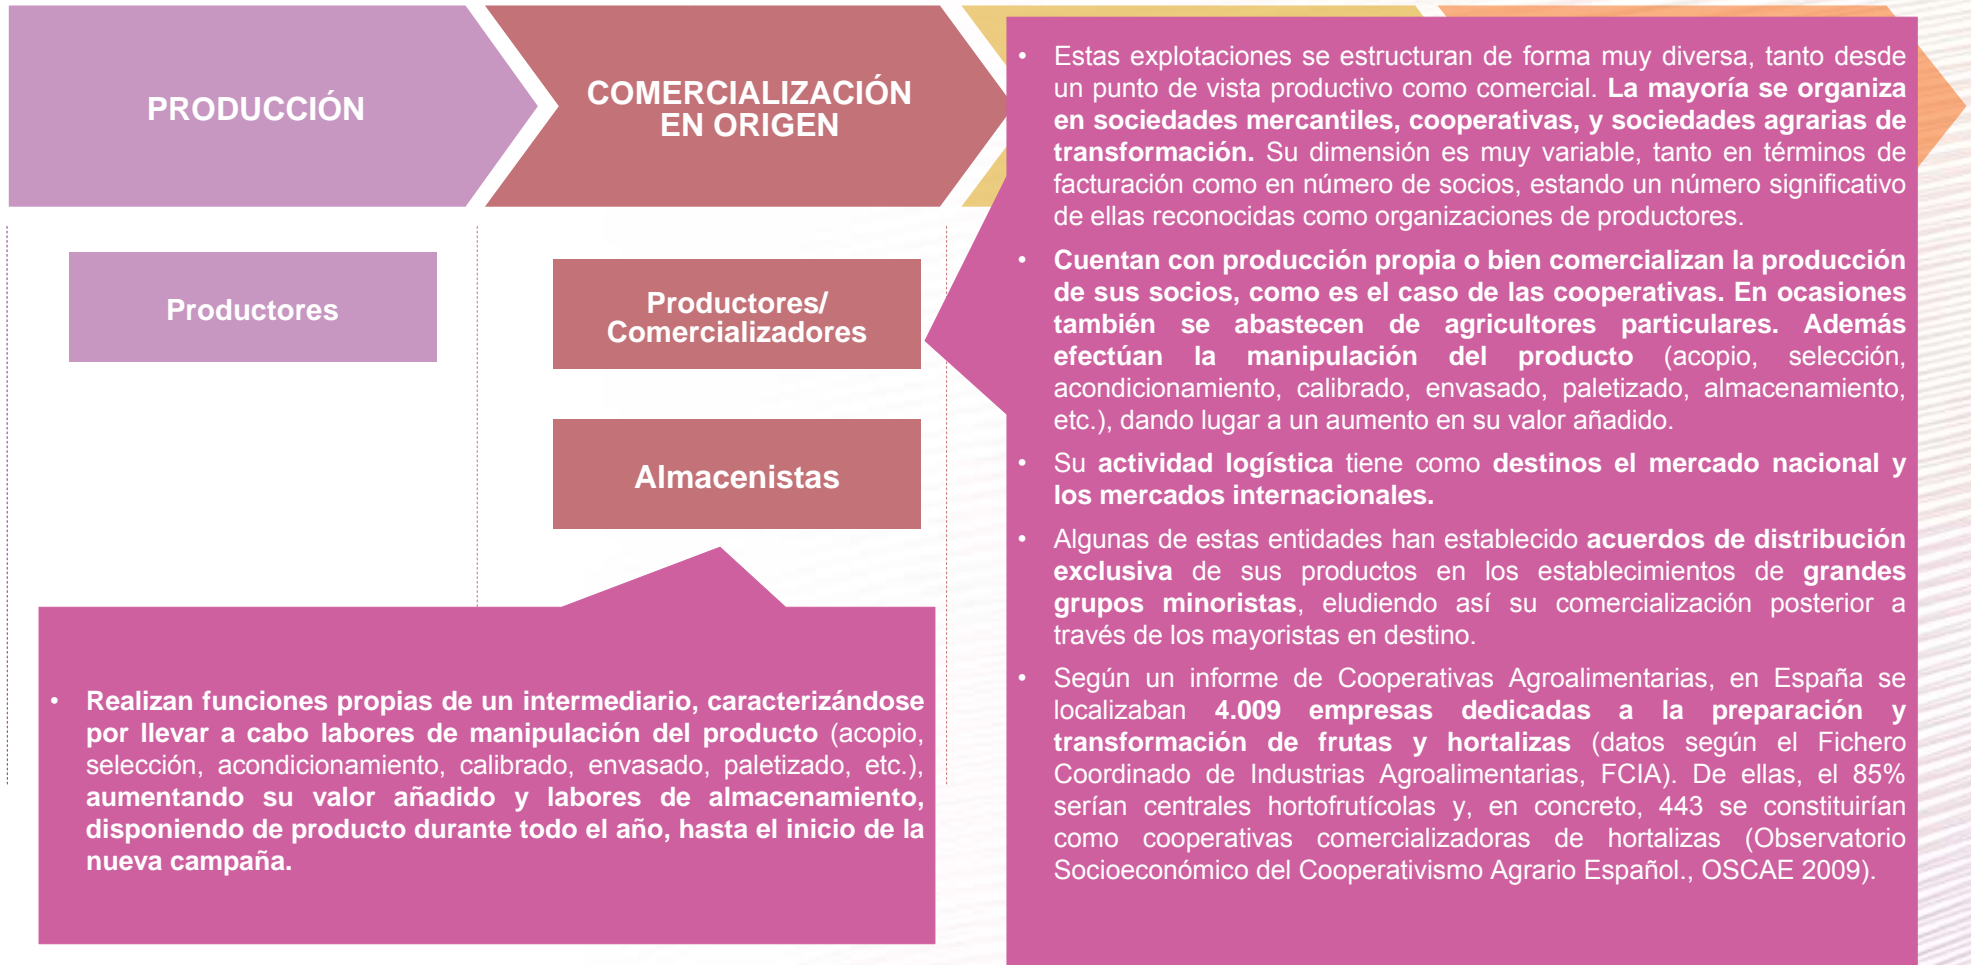 PRODUCCIÓN
COMERCIALIZACIÓN
EN ORIGEN
Productores
Productores/
Comercializadores
Almacenistas
• Realizan funciones propias de un intermediario, caracterizándose
por llevar a cabo labores de manipulación del producto (acopio,
selección, acondicionamiento, calibrado, envasado, paletizado, etc.),
aumentando su valor añadido y labores de almacenamiento,
disponiendo de producto durante todo el año, hasta el inicio de la
nueva campaña.
• Estas explotaciones se estructuran de forma muy diversa, tanto desde
un punto de vista productivo como comercial. La mayoría se organiza
en sociedades mercantiles, cooperativas, y sociedades agrarias de
transformación. Su dimensión es muy variable, tanto en términos de
facturación como en número de socios, estando un número significativo
de ellas reconocidas como organizaciones de productores.
• Cuentan con producción propia o bien comercializan la producción
de sus socios, como es el caso de las cooperativas. En ocasiones
también se abastecen de agricultores particulares. Además
efectúan la manipulación del producto (acopio, selección,
acondicionamiento, calibrado, envasado, paletizado, almacenamiento,
etc.), dando lugar a un aumento en su valor añadido.
• Su actividad logística tiene como destinos el mercado nacional y
los mercados internacionales.
• Algunas de estas entidades han establecido acuerdos de distribución
exclusiva de sus productos en los establecimientos de grandes
grupos minoristas, eludiendo así su comercialización posterior a
través de los mayoristas en destino.
• Según un informe de Cooperativas Agroalimentarias, en España se
localizaban 4.009 empresas dedicadas a la preparación y
transformación de frutas y hortalizas (datos según el Fichero
Coordinado de Industrias Agroalimentarias, FCIA). De ellas, el 85%
serían centrales hortofrutícolas y, en concreto, 443 se constituirían
como cooperativas comercializadoras de hortalizas (Observatorio
Socioeconómico del Cooperativismo Agrario Español., OSCAE 2009).